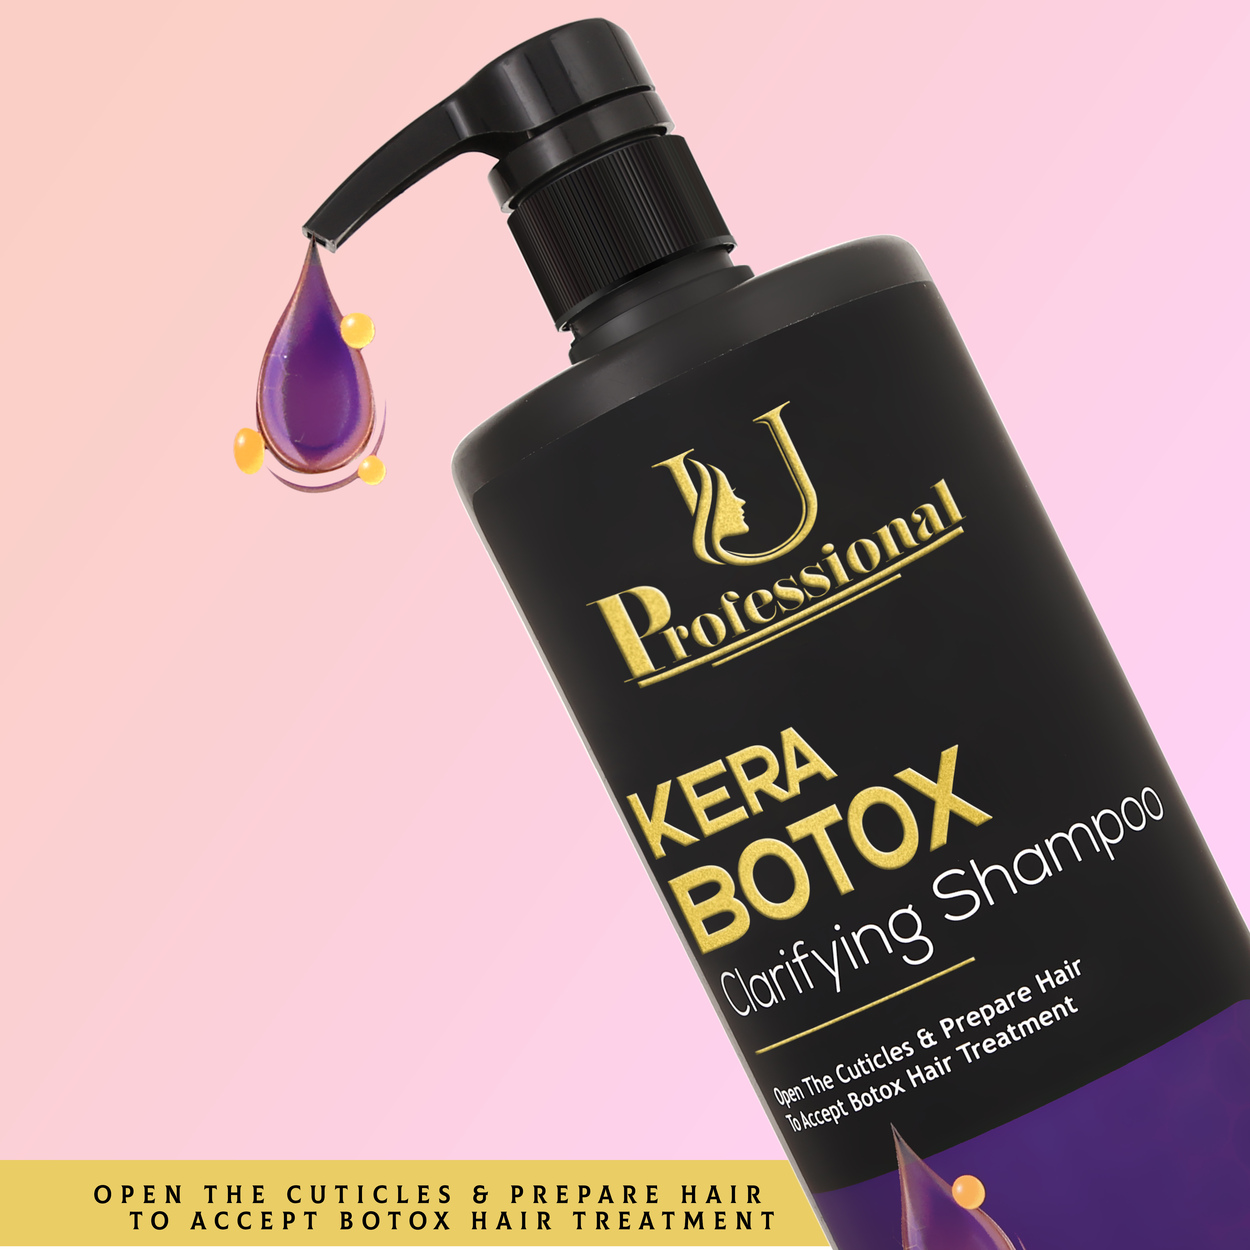 U
Professional
KERA
BOTOX
Clarifying Shampoo
Open The Cuticles & Prepare Hair
To Accept Botox Hair Treatment
OPEN THE CUTICLES & PREPARE HAIR
TO ACCEPT BOTOX HAIR TREATMENT